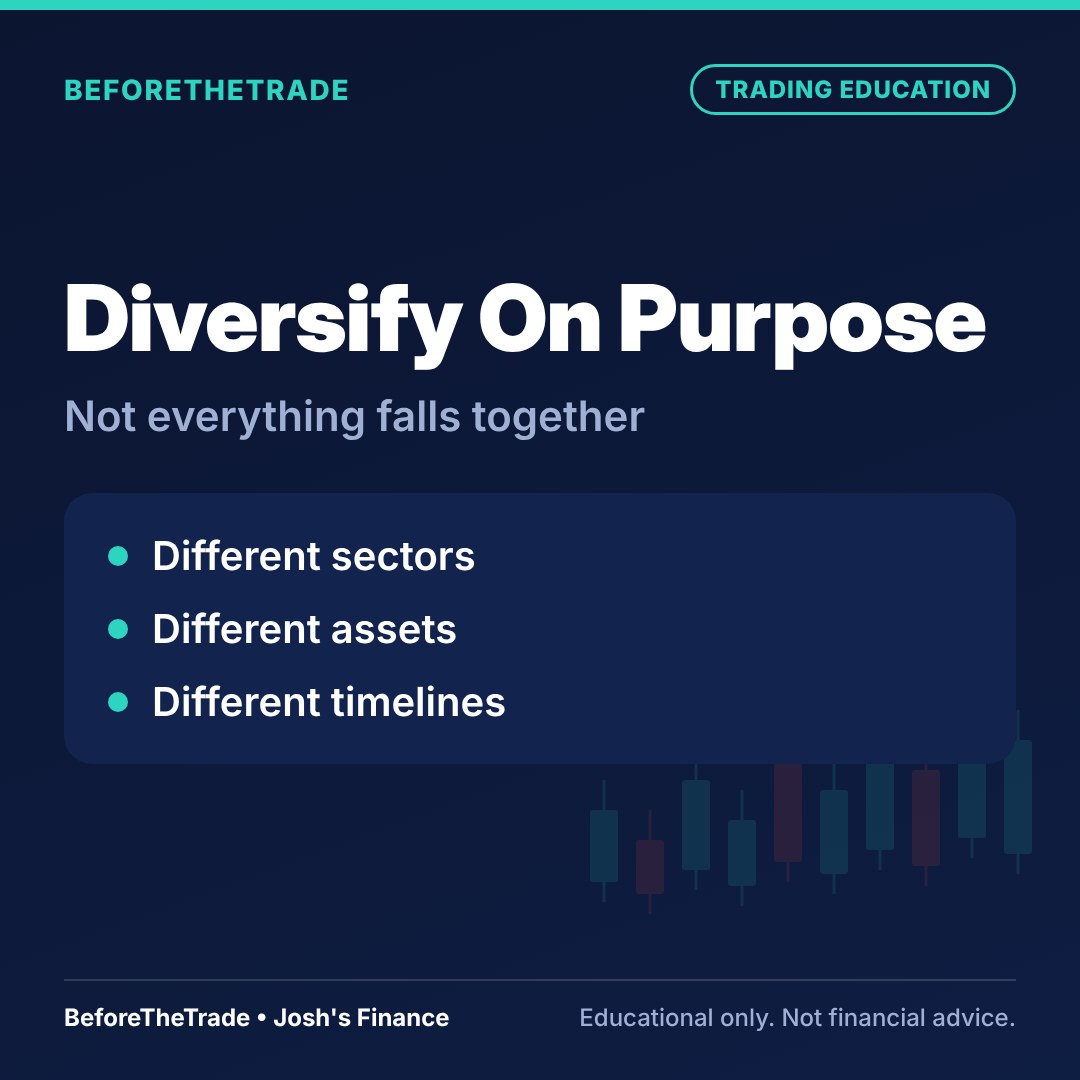 BEFORETHETRADE
TRADING EDUCATION
Diversify On Purpose
Not everything falls together
Different sectors
Different assets
Different timelines
BeforeTheTrade • Josh's Finance
Educational only. Not financial advice.